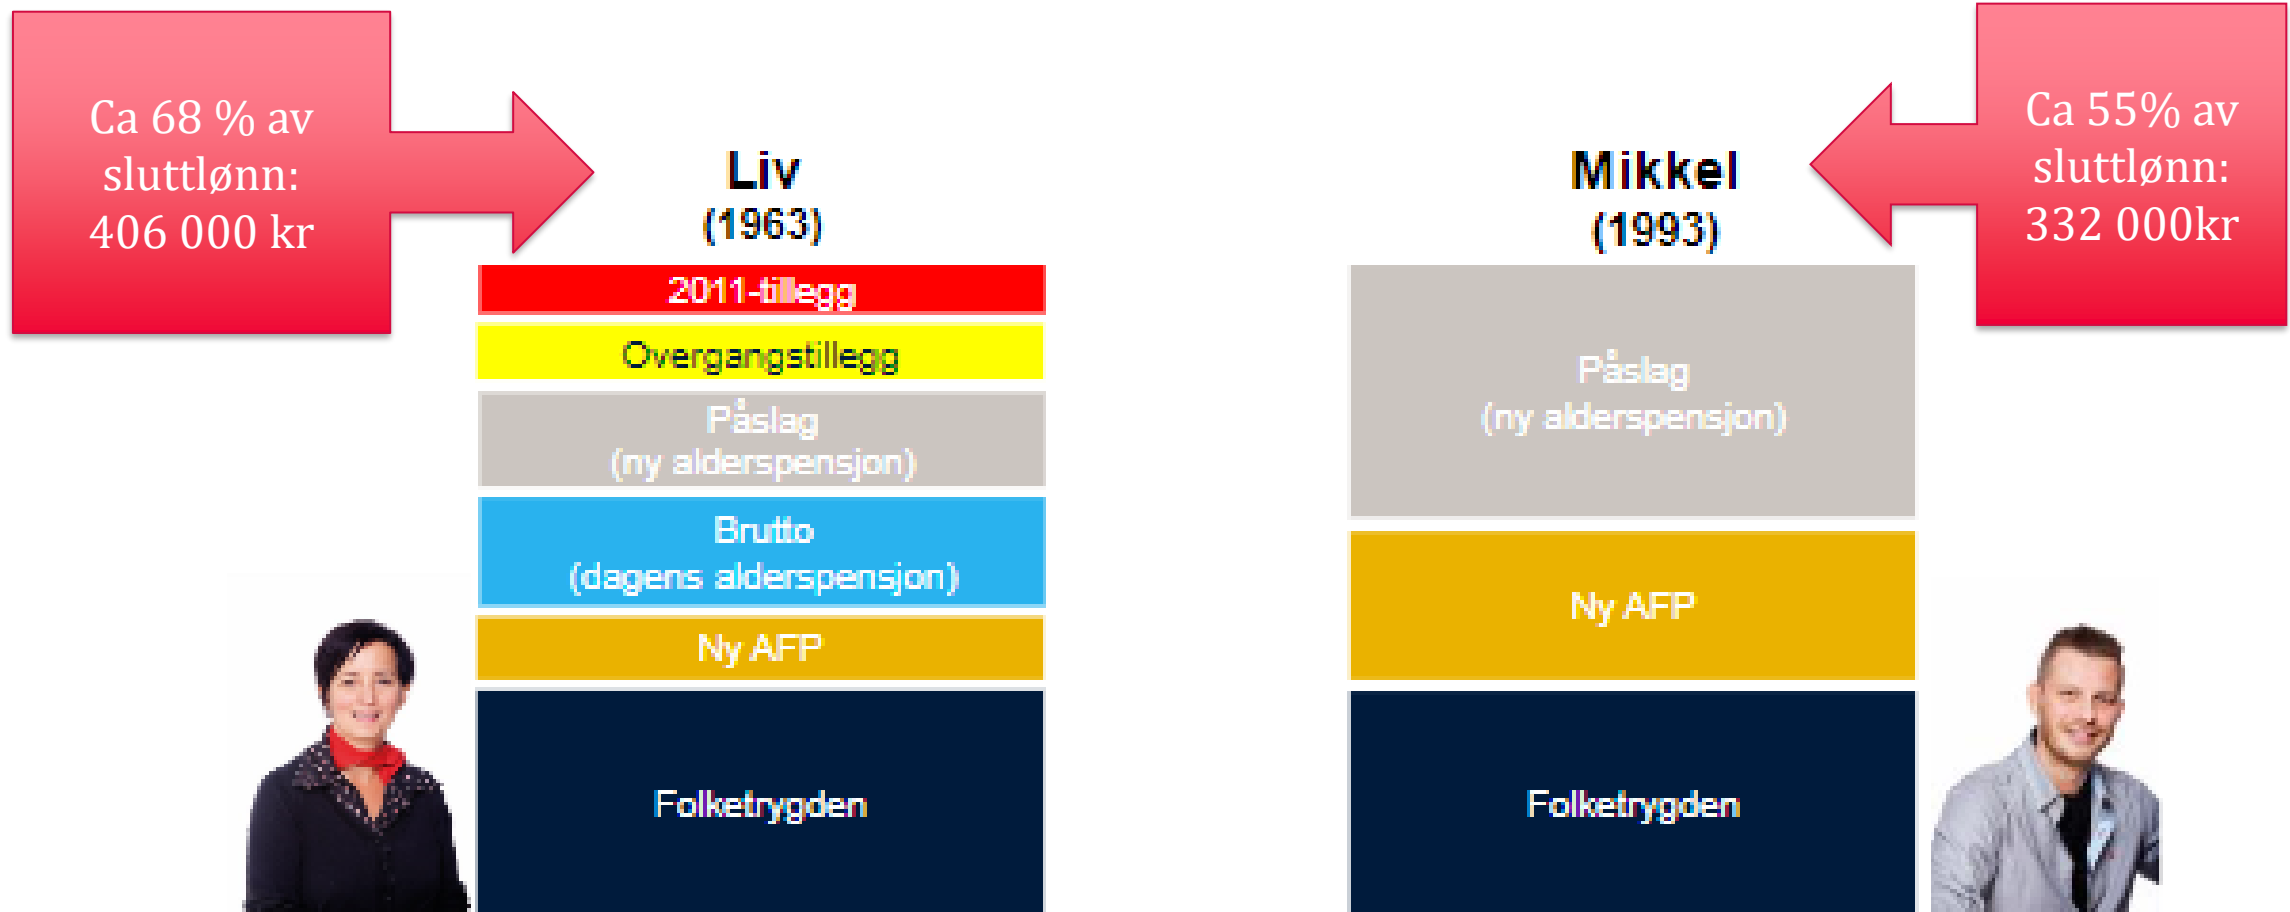 Ca 68 % av
sluttlønn:
406 000 kr
Liv
(1963)
2011-tillegg
Overgangstillegg
Påslag
(ny alderspensjon)
Brutto
(dagens alderspensjon)
Ny AFP
Folketrygden
Ca 55% av
sluttlønn:
332 000kr
Mikkel
(1993)
Påslag
(ny alderspensjon)
Ny AFP
Folketrygden